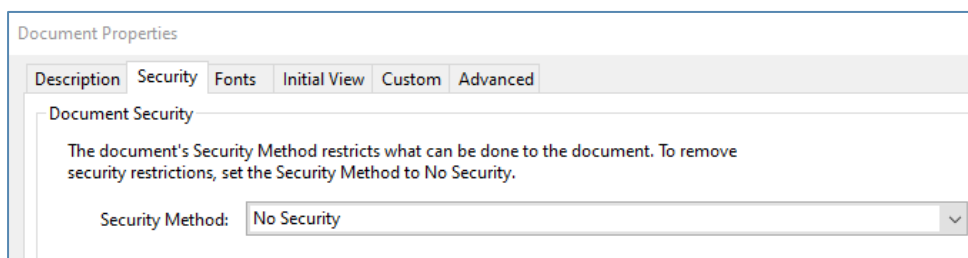 Document Properties
Description Security Fonts Initial View Custom Advanced
Document Security
The document's Security Method restricts what can be done to the document. To remove
security restrictions, set the Security Method to No Security.
Security Method: No Security